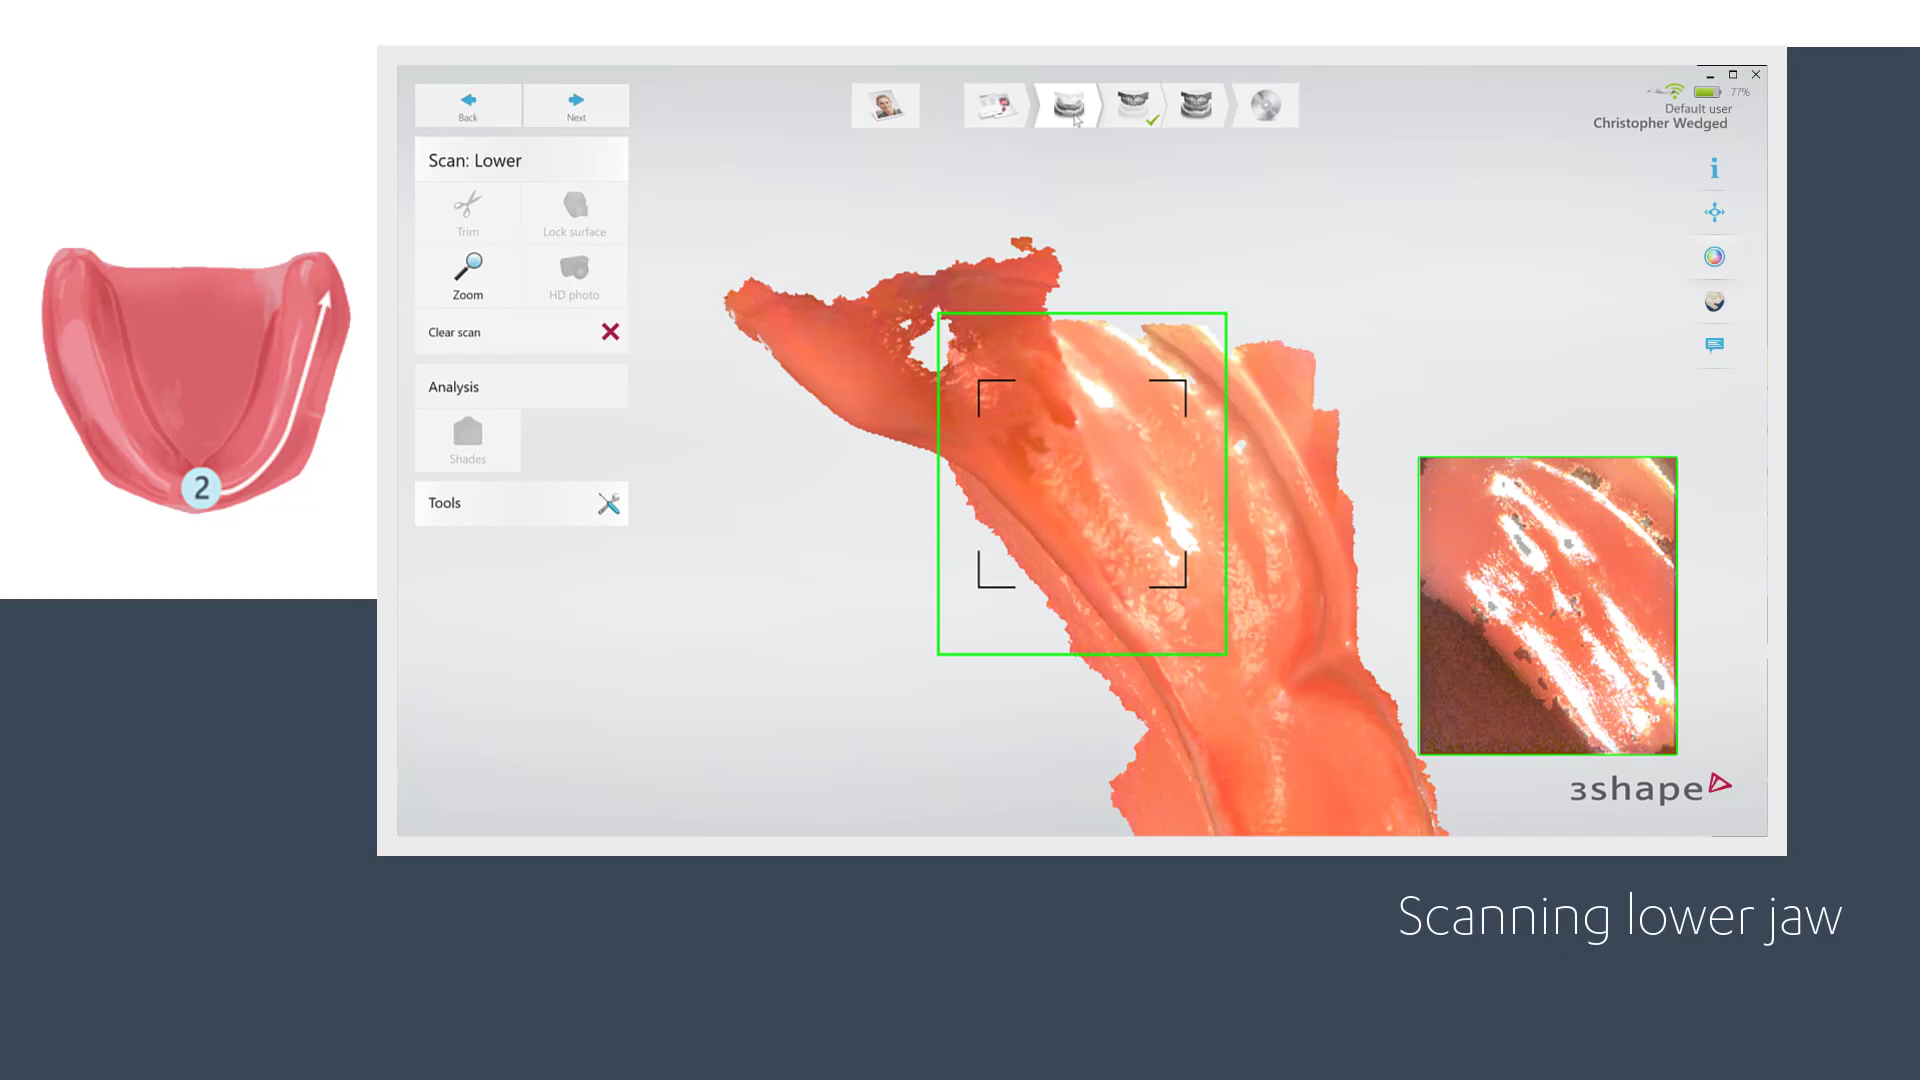 Back
Next
77%
Default user
Christopher Wedged
Scan: Lower
Trim
Lock surface
Zoom
HD photo
Clear scan
Analysis
Shades
Tools
2
3shape
Scanning lower jaw